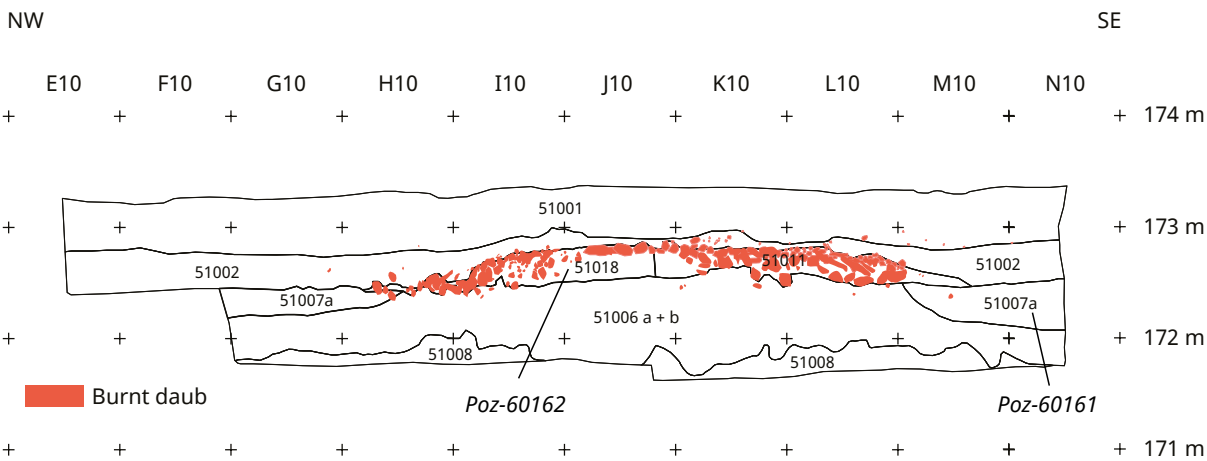 NW SE
E10 F10 G10 H10 I10 J10 K10 L10 M10 N10
174 m
51001
173 m
51002 51018 51011 51002
51007a 51007a
51006 a + b
172 m
51008 51008
Burnt daub
Poz-60162 Poz-60161
171 m